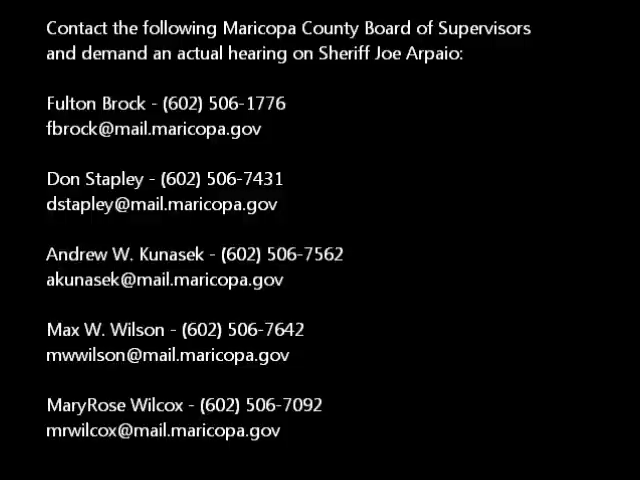 Contact the following Maricopa County Board of Supervisors
and demand an actual hearing on Sheriff Joe Arpaio:
Fulton Brock - (602) 506-1776
fbrock@mail.maricopa.gov
Don Stapley - (602) 506-7431
dstapley@mail.maricopa.gov
Andrew W. Kunasek - (602) 506-7562
akunasek@mail.maricopa.gov
Max W. Wilson - (602) 506-7642
mwwilson@mail.maricopa.gov
MaryRose Wilcox - (602) 506-7092
mrwilcox@mail.maricopa.gov